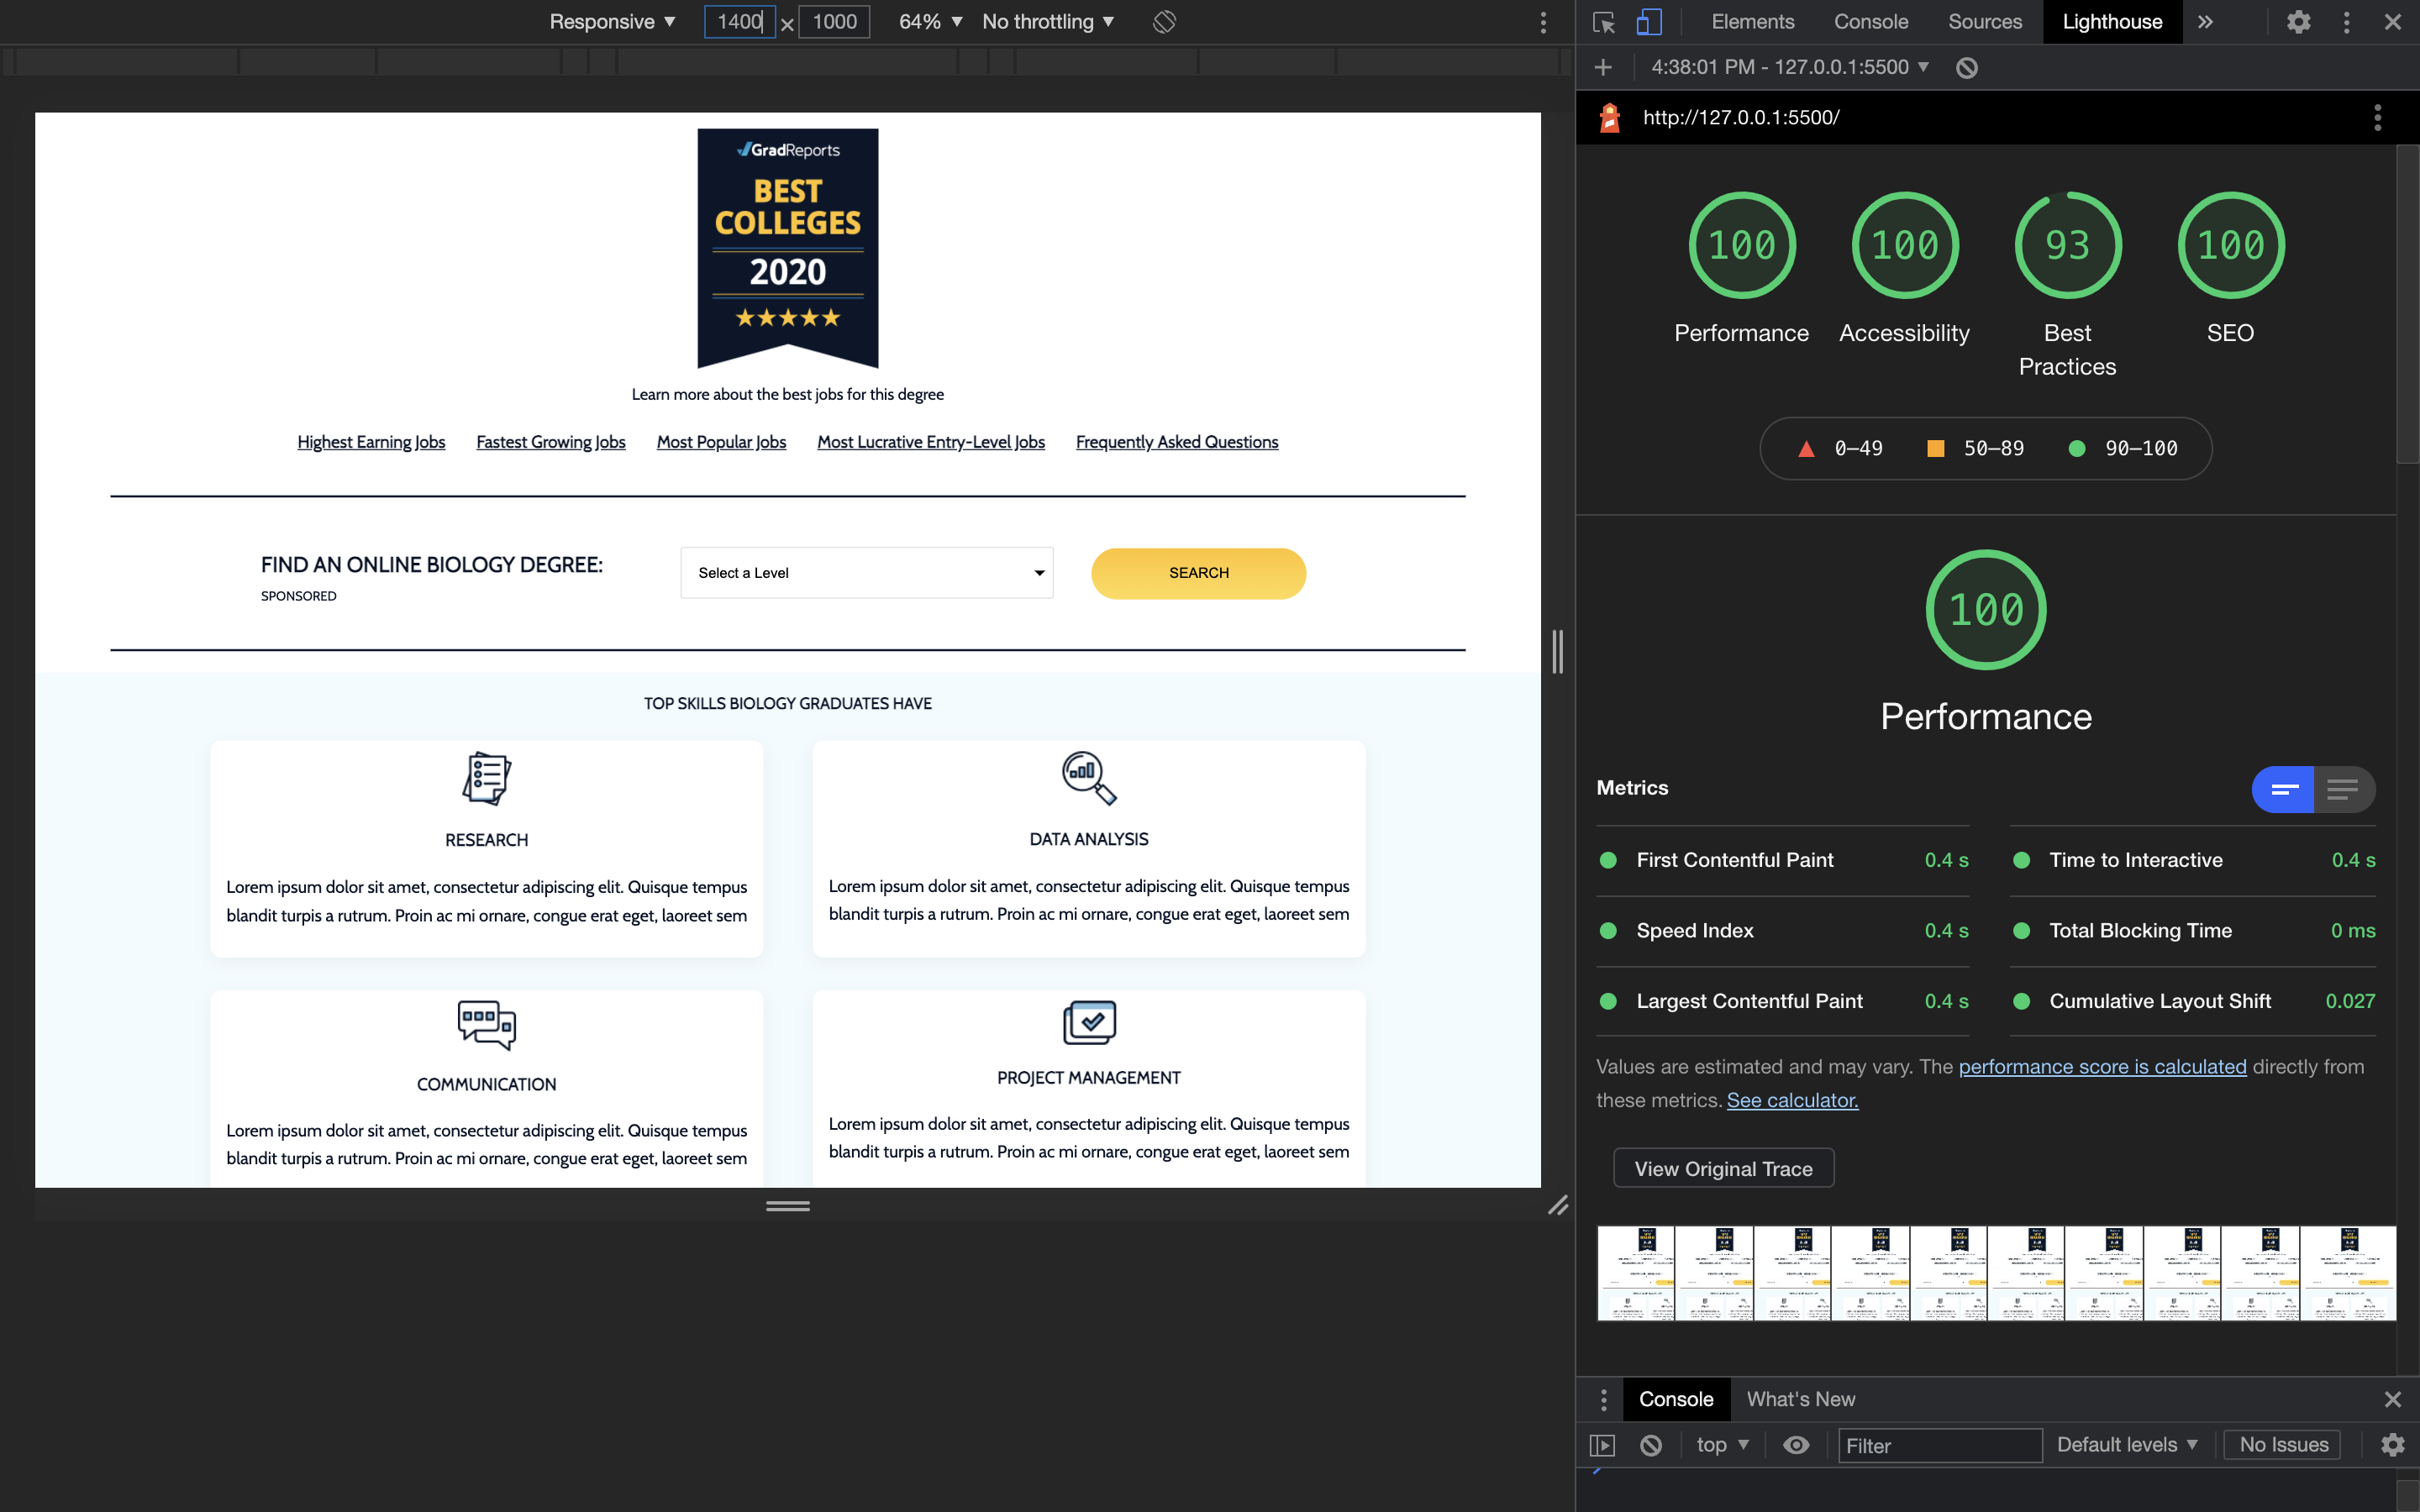 Responsive ▼ 1400 × 1000 64% ▼ No throttling ▼
GradReports
BEST
COLLEGES
2020
Learn more about the best jobs for this degree
Highest Earning Jobs Fastest Growing Jobs Most Popular Jobs Most Lucrative Entry-Level Jobs Frequently Asked Questions
FIND AN ONLINE BIOLOGY DEGREE:
SPONSORED
Select a Level
SEARCH
TOP SKILLS BIOLOGY GRADUATES HAVE
RESEARCH
Lorem ipsum dolor sit amet, consectetur adipiscing elit. Quisque tempus
blandit turpis a rutrum. Proin ac mi ornare, congue erat eget, laoreet sem
DATA ANALYSIS
Lorem ipsum dolor sit amet, consectetur adipiscing elit. Quisque tempus
blandit turpis a rutrum. Proin ac mi ornare, congue erat eget, laoreet sem
COMMUNICATION
Lorem ipsum dolor sit amet, consectetur adipiscing elit. Quisque tempus
blandit turpis a rutrum. Proin ac mi ornare, congue erat eget, laoreet sem
PROJECT MANAGEMENT
Lorem ipsum dolor sit amet, consectetur adipiscing elit. Quisque tempus
blandit turpis a rutrum. Proin ac mi ornare, congue erat eget, laoreet sem
Elements Console Sources Lighthouse
4:38:01 PM - 127.0.0.1:5500 ▼
http://127.0.0.1:5500/
100 100 93 100
Performance Accessibility Best Practices SEO
0–49 50–89 90–100
100
Performance
Metrics
First Contentful Paint 0.4 s
Time to Interactive 0.4 s
Speed Index 0.4 s
Total Blocking Time 0 ms
Largest Contentful Paint 0.4 s
Cumulative Layout Shift 0.027
Values are estimated and may vary. The performance score is calculated directly from
these metrics. See calculator.
View Original Trace
Console What's New
top ▼ Filter Default levels ▼ No Issues